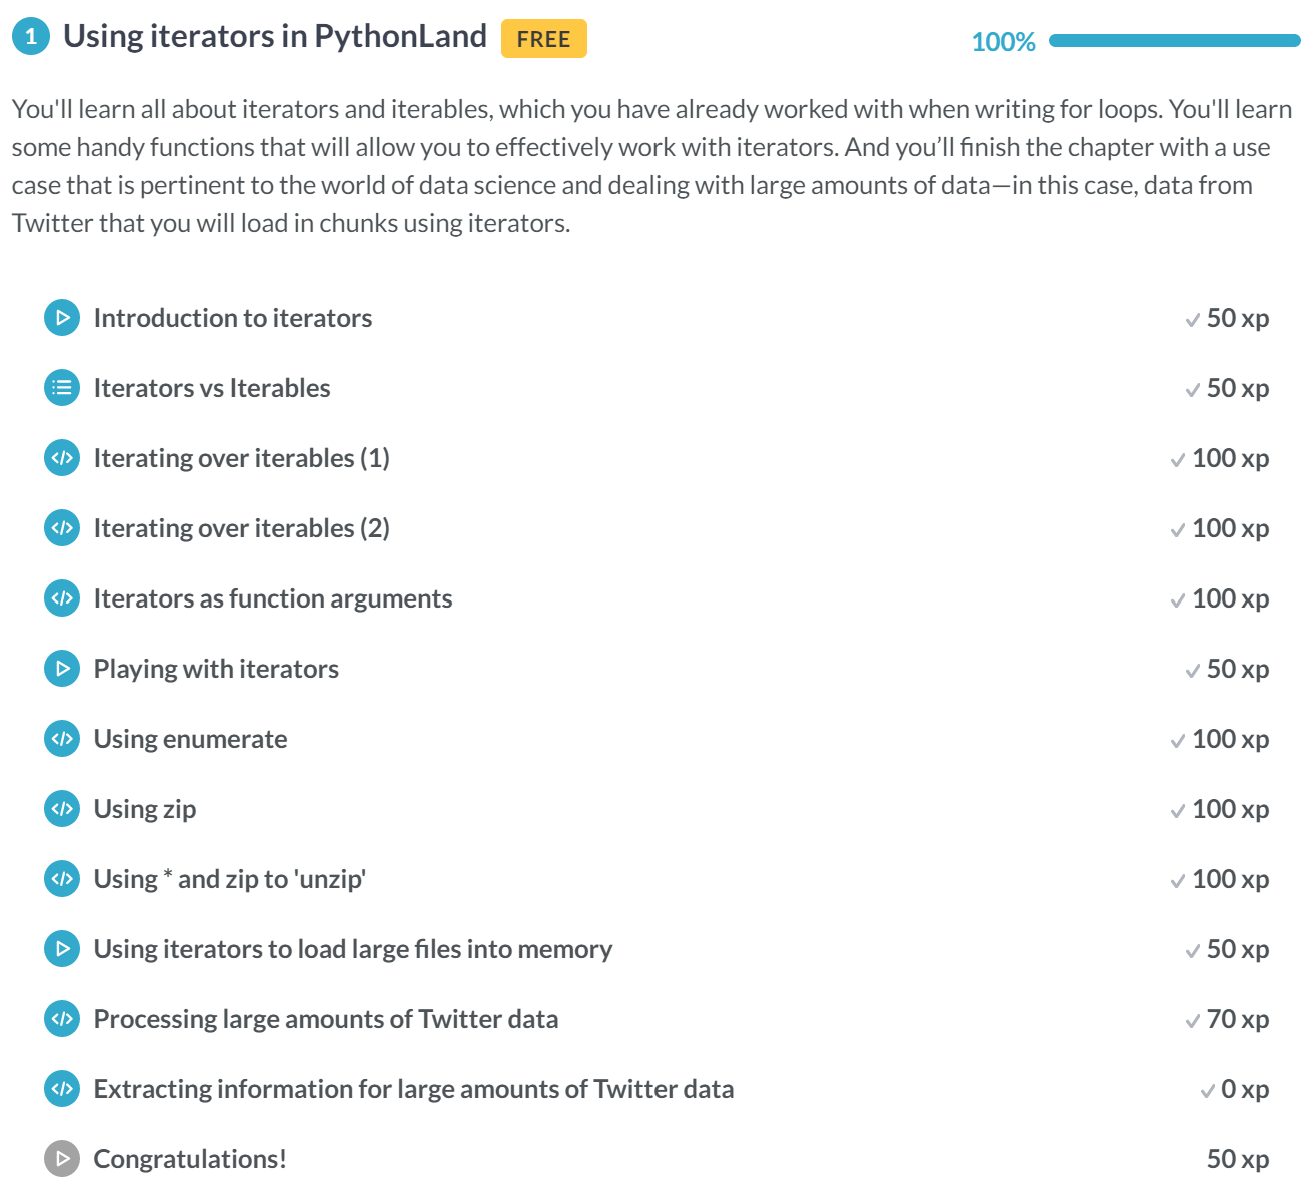 1 Using iterators in PythonLand FREE 100%
You'll learn all about iterators and iterables, which you have already worked with when writing for loops. You'll learn
some handy functions that will allow you to effectively work with iterators. And you’ll finish the chapter with a use
case that is pertinent to the world of data science and dealing with large amounts of data—in this case, data from
Twitter that you will load in chunks using iterators.
Introduction to iterators 50 xp
Iterators vs Iterables 50 xp
Iterating over iterables (1) 100 xp
Iterating over iterables (2) 100 xp
Iterators as function arguments 100 xp
Playing with iterators 50 xp
Using enumerate 100 xp
Using zip 100 xp
Using * and zip to 'unzip' 100 xp
Using iterators to load large files into memory 50 xp
Processing large amounts of Twitter data 70 xp
Extracting information for large amounts of Twitter data 0 xp
Congratulations! 50 xp